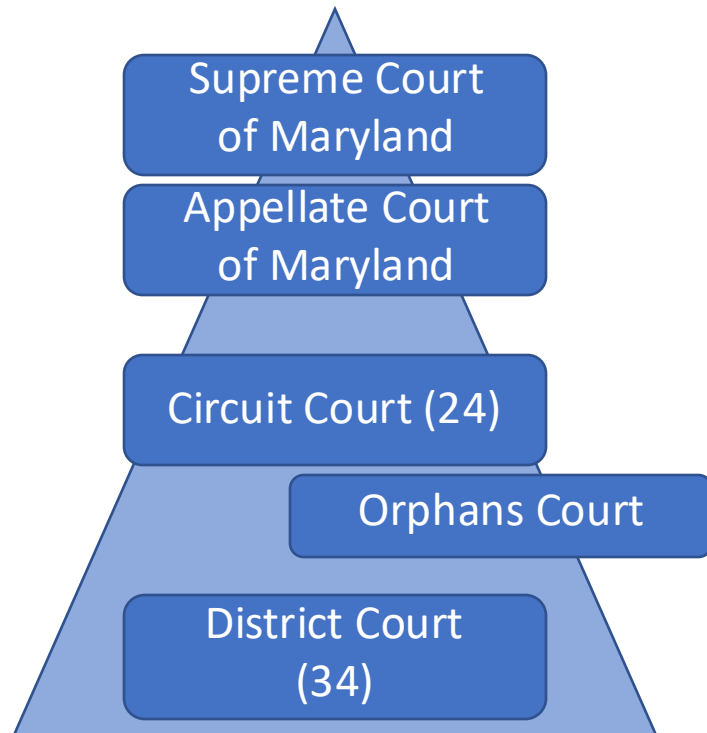 Supreme Court
of Maryland
Appellate Court
of Maryland
Circuit Court (24)
Orphans Court
District Court
(34)